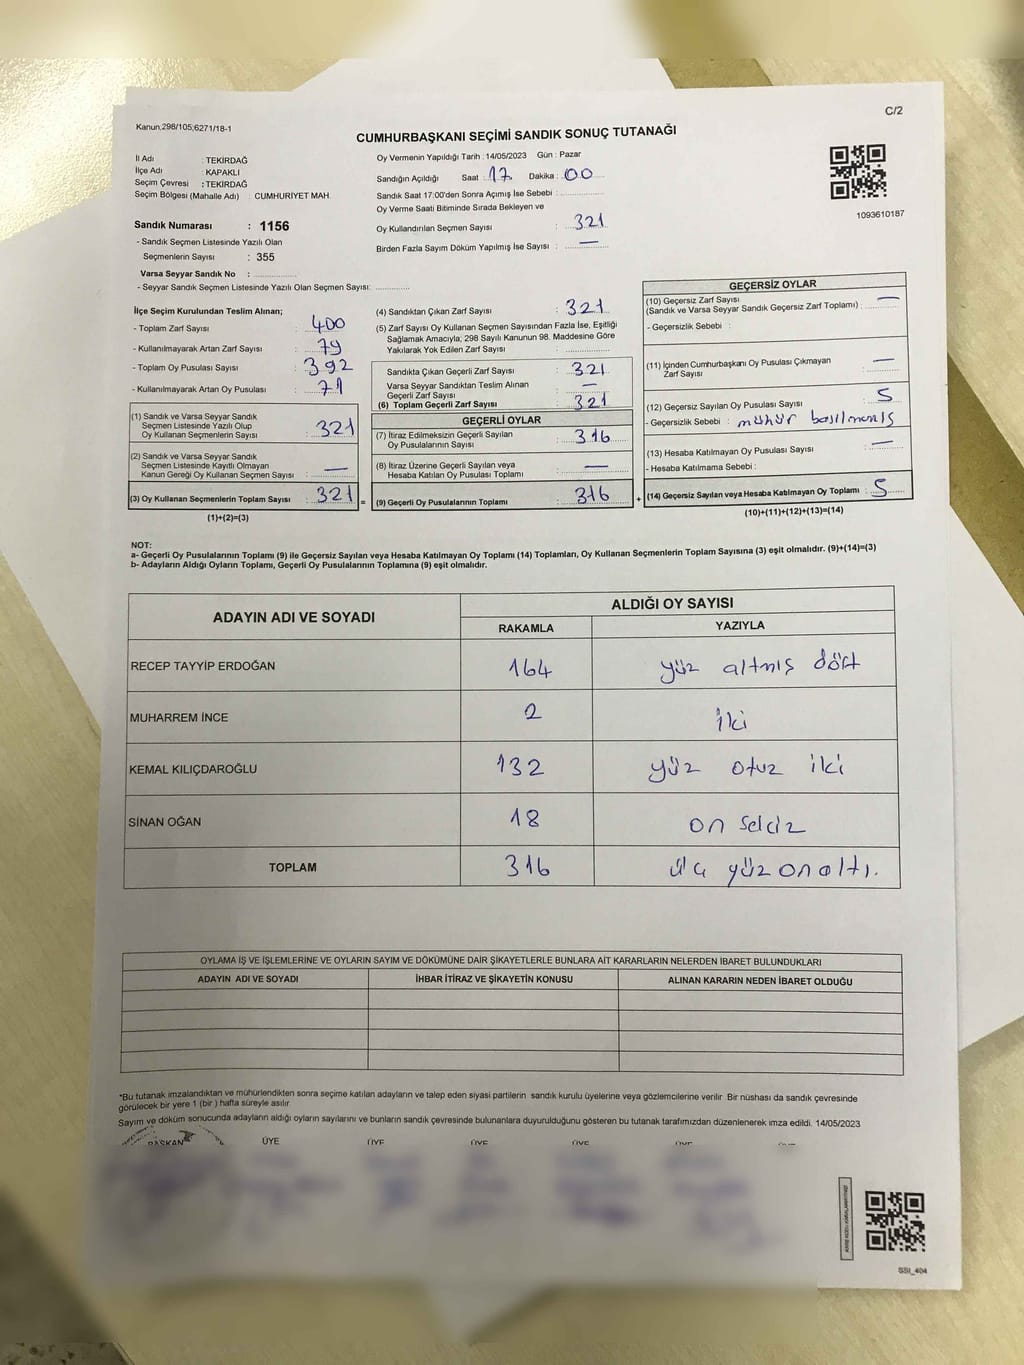 C/2
Kanun,298/105;6271/18-1
CUMHURBAŞKANI SEÇİMİ SANDIK SONUÇ TUTANAĞI
İl Adı : TEKİRDAĞ
İlçe Adı : KAPAKLI
Seçim Çevresi : TEKİRDAĞ
Seçim Bölgesi (Mahalle Adı) : CUMHURİYET MAH.
Sandık Numarası : 1156
- Sandık Seçmen Listesinde Yazılı Olan
Seçmenlerin Sayısı : 355
Varsa Seyyar Sandık No :
- Seyyar Sandık Seçmen Listesinde Yazılı Olan Seçmen Sayısı:
Oy Vermenin Yapıldığı Tarih : 14/05/2023 Gün : Pazar
Sandığın Açıldığı Saat : 17 Dakika : 00
Sandık Saat 17:00'den Sonra Açımış İse Sebebi :
Oy Verme Saati Bitiminde Sırada Bekleyen ve
Oy Kullandırılan Seçmen Sayısı : 321
Birden Fazla Sayım Döküm Yapılmış İse Sayısı : —
1093610187
İlçe Seçim Kurulundan Teslim Alınan;
- Toplam Zarf Sayısı : 400
- Kullanılmayarak Artan Zarf Sayısı : 79
- Toplam Oy Pusulası Sayısı : 392
- Kullanılmayarak Artan Oy Pusulası : 71
(1) Sandık ve Varsa Seyyar Sandık
Seçmen Listesinde Yazılı Olup
Oy Kullanan Seçmenlerin Sayısı : 321
(2) Sandık ve Varsa Seyyar Sandık
Seçmen Listesinde Kayıtlı Olmayan
Kanun Gereği Oy Kullanan Seçmen Sayısı : —
(3) Oy Kullanan Seçmenlerin Toplam Sayısı : 321 =
(1)+(2)=(3)
(4) Sandıktan Çıkan Zarf Sayısı : 321
(5) Zarf Sayısı Oy Kullanan Seçmen Sayısından Fazla İse, Eşitliği
Sağlamak Amacıyla; 298 Sayılı Kanunun 98. Maddesine Göre
Yakılarak Yok Edilen Zarf Sayısı :
Sandıkta Çıkan Geçerli Zarf Sayısı : 321
Varsa Seyyar Sandıktan Teslim Alınan
Geçerli Zarf Sayısı : —
(6) Toplam Geçerli Zarf Sayısı : 321
GEÇERLİ OYLAR
(7) İtiraz Edilmeksizin Geçerli Sayılan
Oy Pusulalarının Sayısı : 316
(8) İtiraz Üzerine Geçerli Sayılan veya
Hesaba Katılan Oy Pusulası Toplamı : —
(9) Geçerli Oy Pusulalarının Toplamı : 316 +
GEÇERSİZ OYLAR
(10) Geçersiz Zarf Sayısı
(Sandık ve Varsa Seyyar Sandık Geçersiz Zarf Toplamı) : —
- Geçersizlik Sebebi :
(11) İçinden Cumhurbaşkanı Oy Pusulası Çıkmayan
Zarf Sayısı : —
(12) Geçersiz Sayılan Oy Pusulası Sayısı : 5
- Geçersizlik Sebebi : mühür basılmamış
(13) Hesaba Katılmayan Oy Pusulası Sayısı : —
- Hesaba Katılmama Sebebi :
(14) Geçersiz Sayılan veya Hesaba Katılmayan Oy Toplamı : 5
(10)+(11)+(12)+(13)=(14)
NOT:
a- Geçerli Oy Pusulalarının Toplamı (9) ile Geçersiz Sayılan veya Hesaba Katılmayan Oy Toplamı (14) Toplamları, Oy Kullanan Seçmenlerin Toplam Sayısına (3) eşit olmalıdır. (9)+(14)=(3)
b- Adayların Aldığı Oyların Toplamı, Geçerli Oy Pusulalarının Toplamına (9) eşit olmalıdır.
ADAYIN ADI VE SOYADI ALDIĞI OY SAYISI
RAKAMLA YAZIYLA
RECEP TAYYİP ERDOĞAN 164 yüz altmış dört
MUHARREM İNCE 2 iki
KEMAL KILIÇDAROĞLU 132 yüz otuz iki
SİNAN OĞAN 18 on sekiz
TOPLAM 316 üç yüz on altı.
OYLAMA İŞ VE İŞLEMLERİNE VE OYLARIN SAYIM VE DÖKÜMÜNE DAİR ŞİKAYETLERLE BUNLARA AİT KARARLARIN NELERDEN İBARET BULUNDUKLARI
ADAYIN ADI VE SOYADI İHBAR İTİRAZ VE ŞİKAYETİN KONUSU ALINAN KARARIN NEDEN İBARET OLDUĞU
*Bu tutanak imzalandıktan ve mühürlendikten sonra seçime katılan adayların ve talep eden siyasi partilerin sandık kurulu üyelerine veya gözlemcilerine verilir. Bir nüshası da sandık çevresinde
görülecek bir yere 1 (bir ) hafta süreyle asılır.
Sayım ve döküm sonucunda adayların aldığı oyların sayılarını ve bunların sandık çevresinde bulunanlara duyurulduğunu gösteren bu tutanak tarafımızdan düzenlenerek imza edildi. 14/05/2023
BAŞKAN ÜYE ÜYE ÜYE ÜYE ÜYE
SSI_404